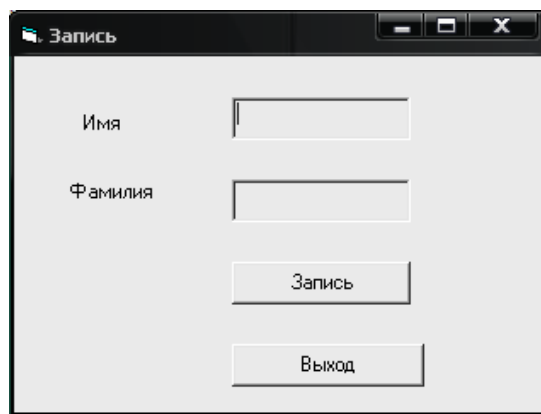 Запись
Имя
Фамилия
Запись
Выход